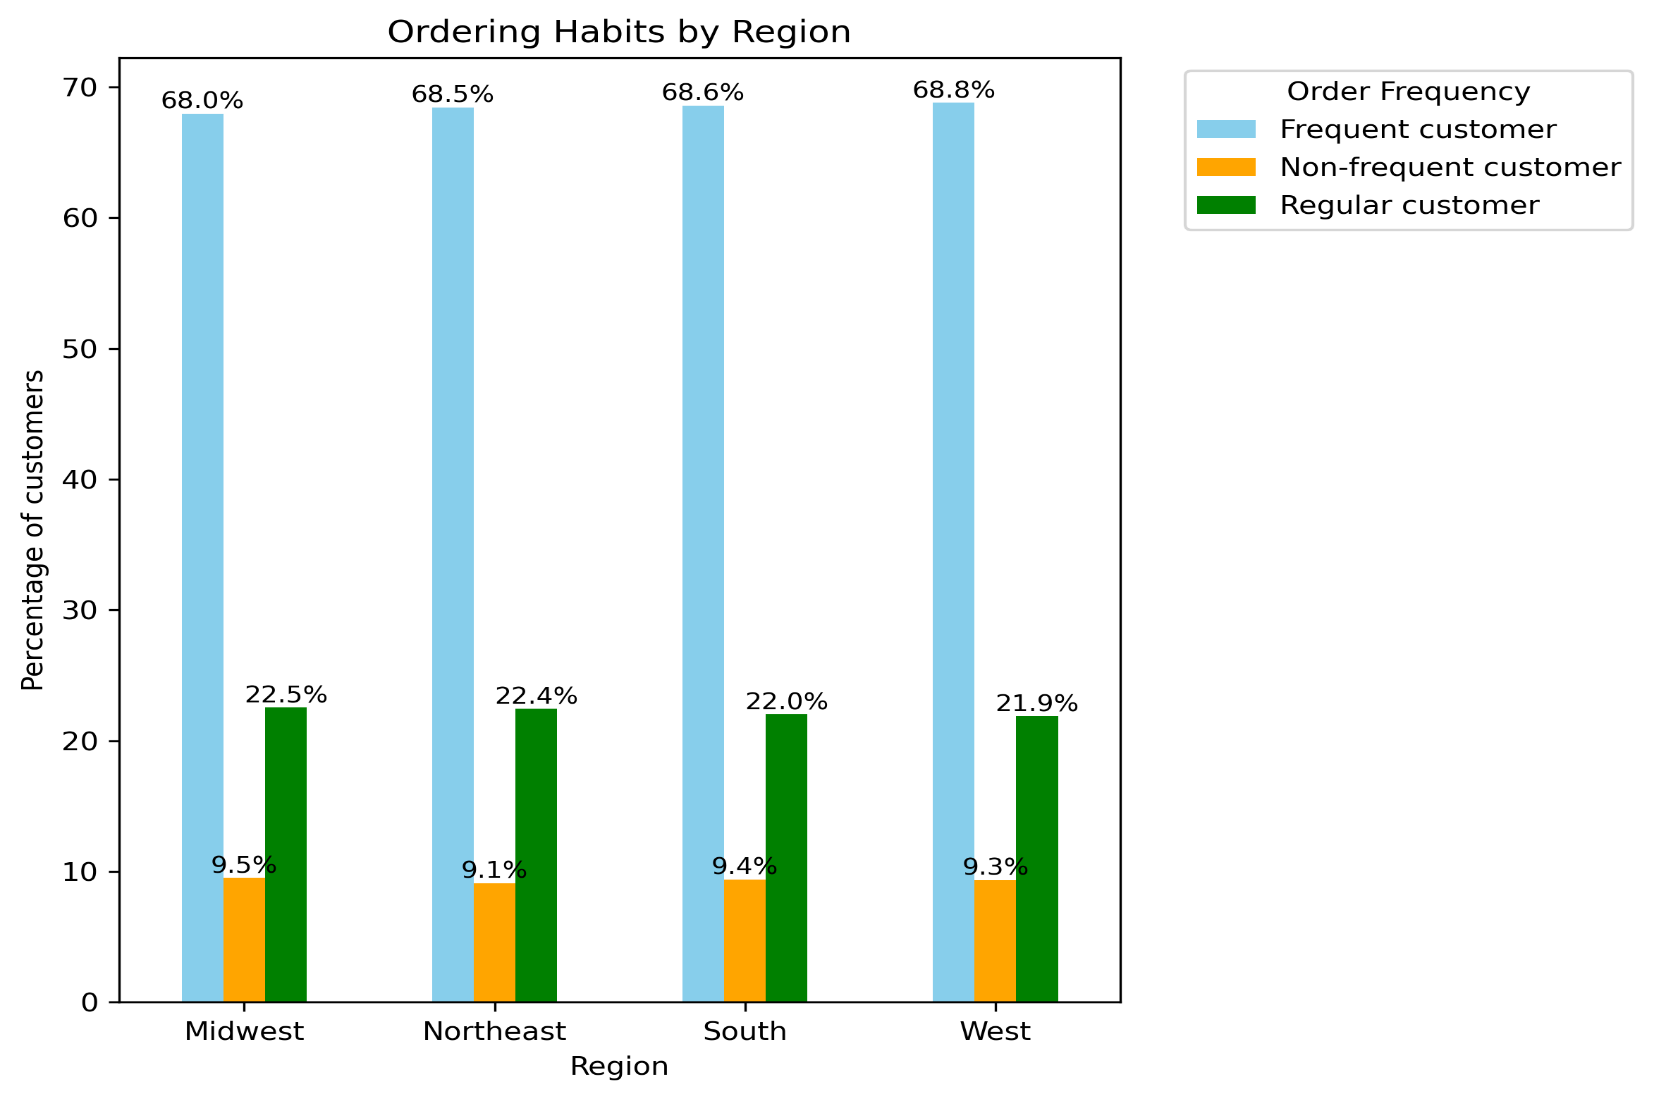 Ordering Habits by Region
70
60
50
40
30
20
10
0
Percentage of customers
68.0%
9.5%
22.5%
68.5%
9.1%
22.4%
68.6%
9.4%
22.0%
68.8%
9.3%
21.9%
Midwest
Northeast
South
West
Region
Order Frequency
Frequent customer
Non-frequent customer
Regular customer